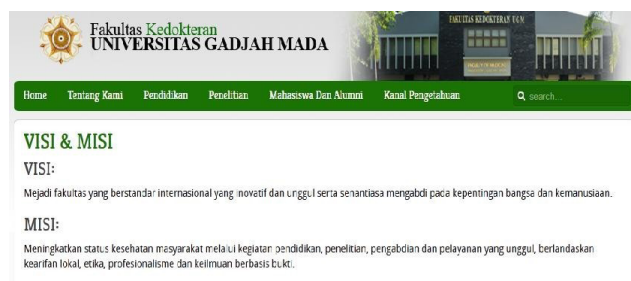 Fakultas Kedokteran
UNIVERSITAS GADJAH MADA
FAKULTAS KEDOKTERAN UGM
Home Tentang Kami Pendidikan Penelitian Mahasiswa Dan Alumni Kanal Pengetahuan search...
VISI & MISI
VISI:
Mejadi fakultas yang berstandar internasional yang inovatif dan unggul serta senantiasa mengabdi pada kepentingan bangsa dan kemanusiaan.
MISI:
Meningkatkan status kesehatan masyarakat melalui kegiatan pendidikan, penelitian, pengabdian dan pelayanan yang unggul, berlandaskan
kearifan lokal, etika, profesionalisme dan keilmuan berbasis bukti.